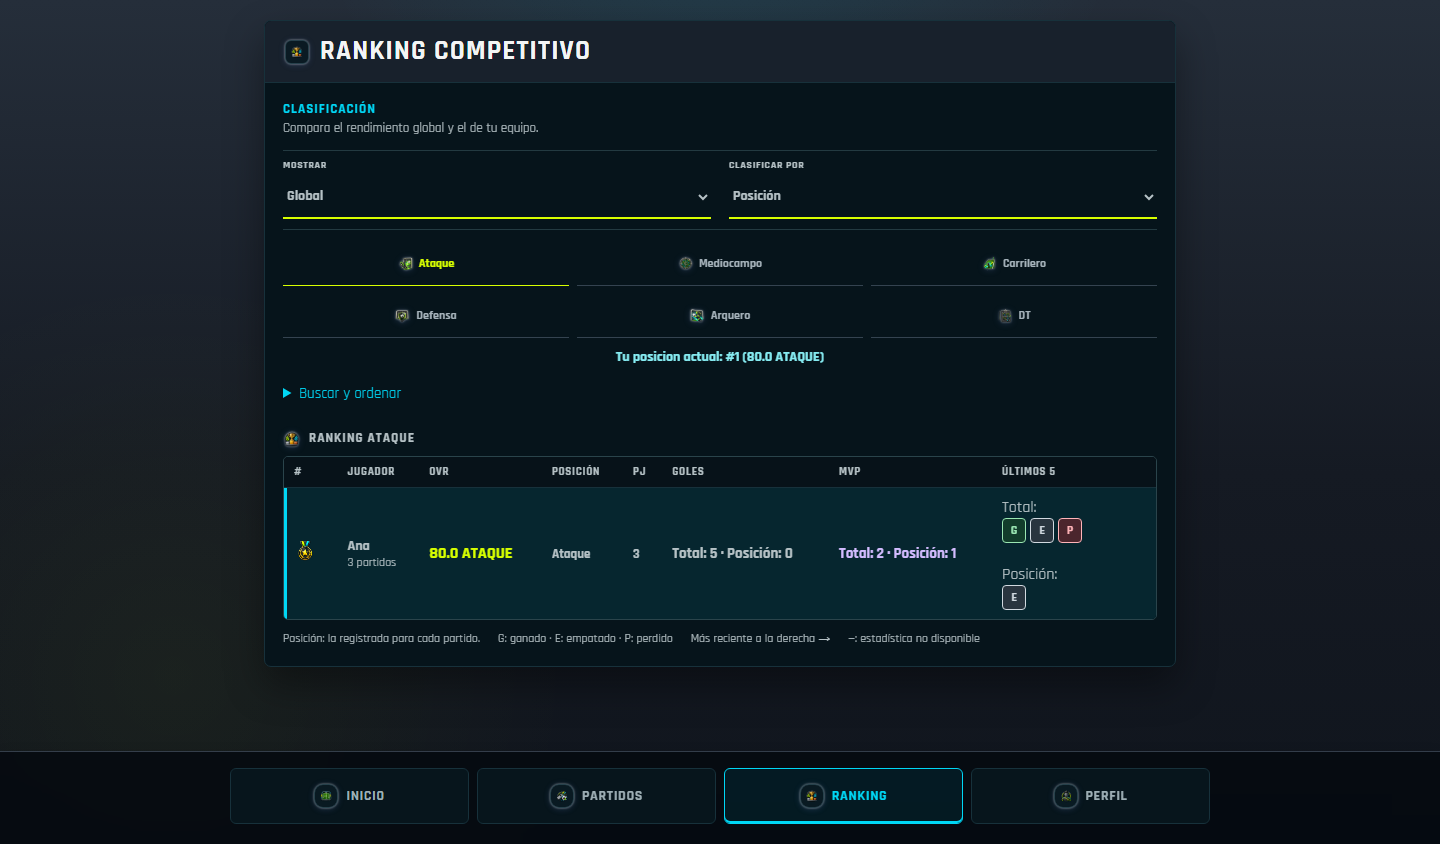 RANKING COMPETITIVO
CLASIFICACIÓN
Compara el rendimiento global y el de tu equipo.
MOSTRAR
CLASIFICAR POR
Global
Posición
Ataque
Mediocampo
Carrilero
Defensa
Arquero
DT
Tu posicion actual: #1 (80.0 ATAQUE)
Buscar y ordenar
RANKING ATAQUE
# JUGADOR OVR POSICIÓN PJ GOLES MVP ÚLTIMOS 5
Ana
3 partidos
80.0 ATAQUE
Ataque
3
Total: 5 · Posición: 0
Total: 2 · Posición: 1
Total:
G E P
Posición:
E
Posición: la registrada para cada partido. G: ganado · E: empatado · P: perdido Más reciente a la derecha → —: estadística no disponible
INICIO
PARTIDOS
RANKING
PERFIL